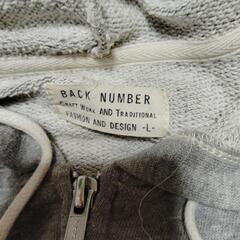 BACK NUMBER
CRAFT WORK AND TRADITIONAL
FASHION AND DESIGN -L-